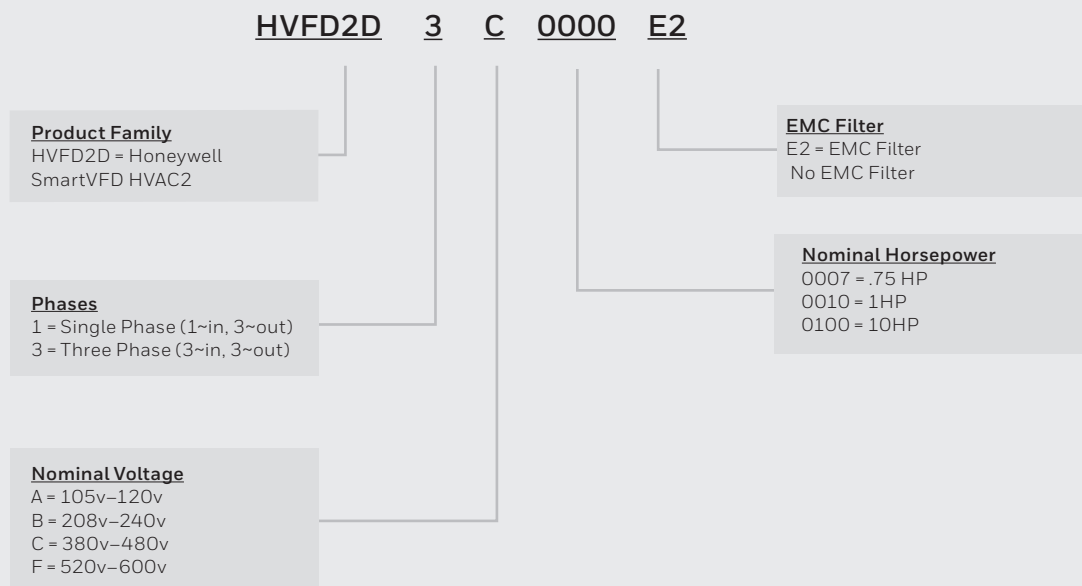 HVFD2D 3 C 0000 E2
Product Family
HVFD2D = Honeywell
SmartVFD HVAC2
EMC Filter
E2 = EMC Filter
No EMC Filter
Nominal Horsepower
0007 = .75 HP
0010 = 1HP
0100 = 10HP
Phases
1 = Single Phase (1~in, 3~out)
3 = Three Phase (3~in, 3~out)
Nominal Voltage
A = 105v–120v
B = 208v–240v
C = 380v–480v
F = 520v–600v